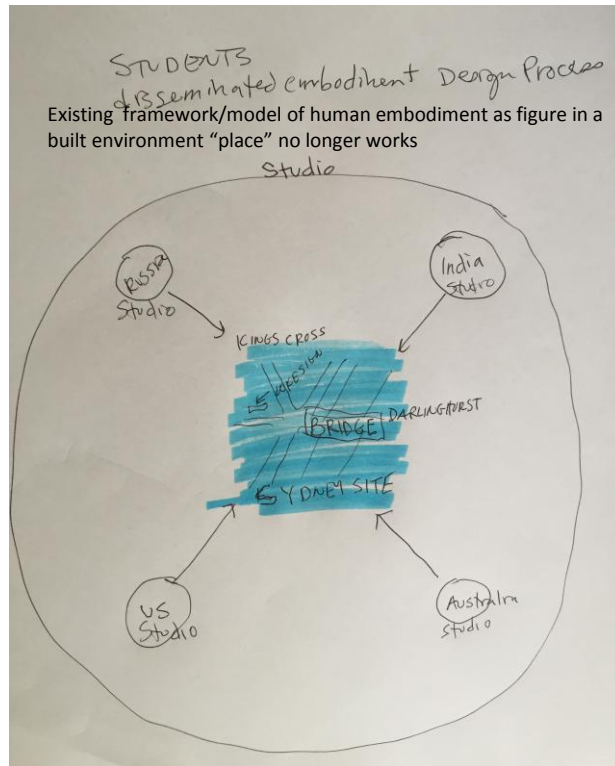 STUDENTS
disseminated embodiment Design Process
Existing framework/model of human embodiment as figure in a
built environment “place” no longer works
Studio
Russia
Studio
India
Studio
KINGS CROSS
REDESIGN
BRIDGE
DARLINGHURST
SYDNEY SITE
US
Studio
Australia
Studio